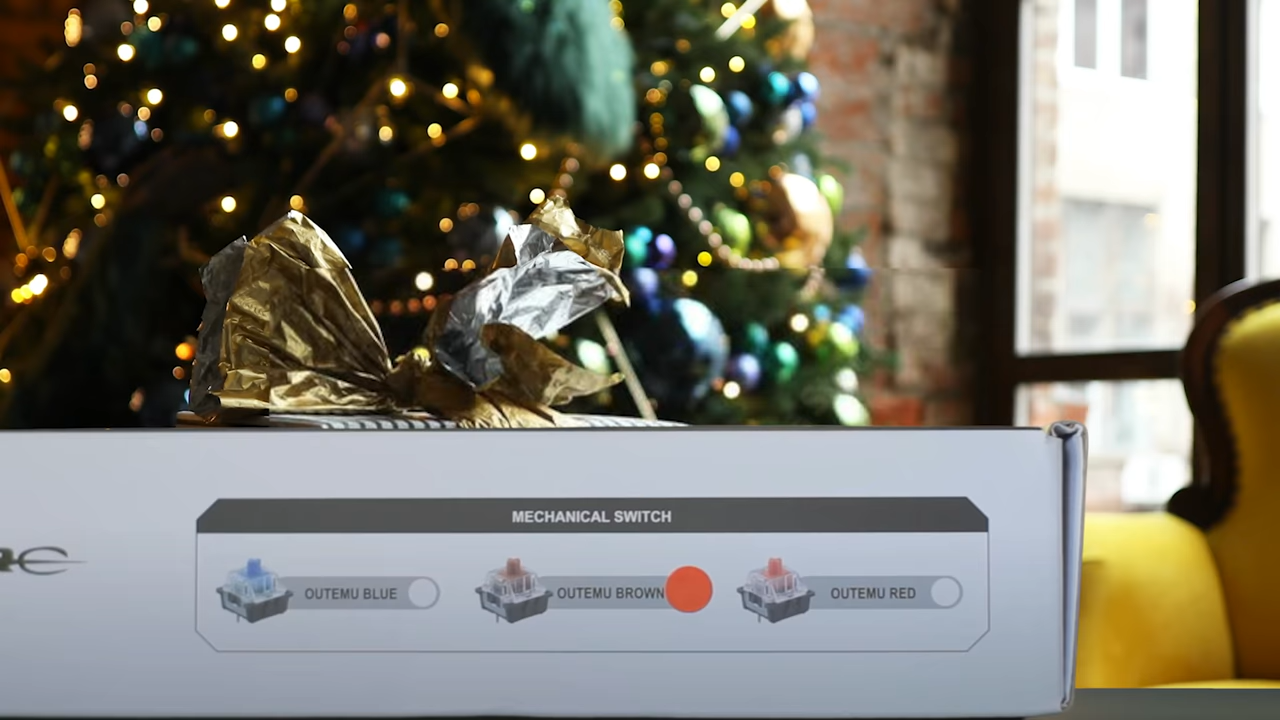 MECHANICAL SWITCH
OUTEMU BLUE
OUTEMU BROWN
OUTEMU RED